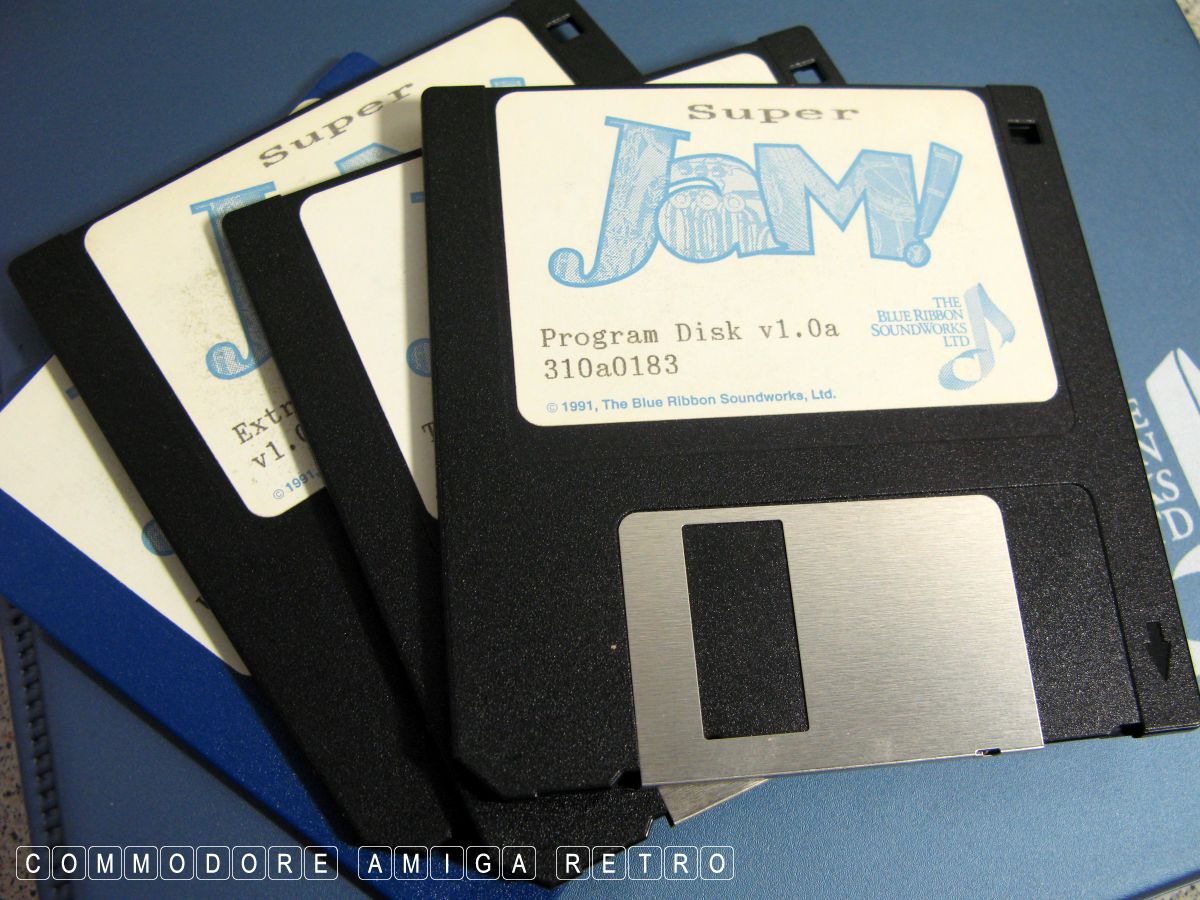 Super
JAM!
Program Disk v1.0a
310a0183
THE
BLUE RIBBON
SOUNDWORKS
LTD
© 1991, The Blue Ribbon Soundworks, Ltd.
Super
Extr
v1.0
© 1991,
COMMODORE AMIGA RETRO